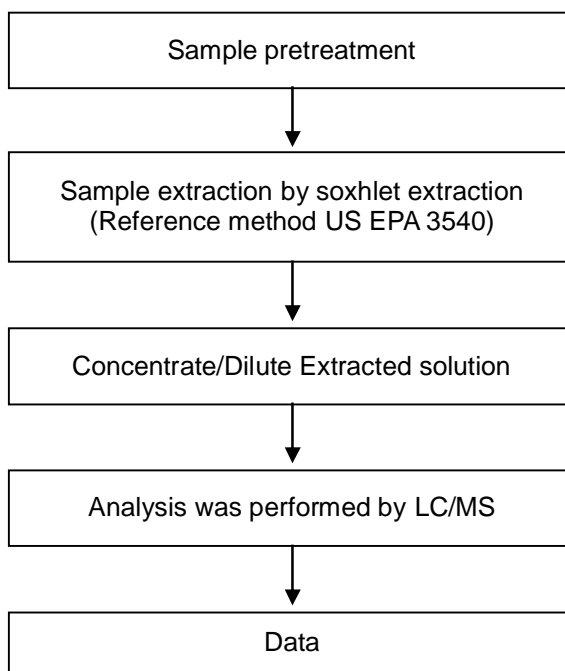 Sample pretreatment
Sample extraction by soxhlet extraction
(Reference method US EPA 3540)
Concentrate/Dilute Extracted solution
Analysis was performed by LC/MS
Data